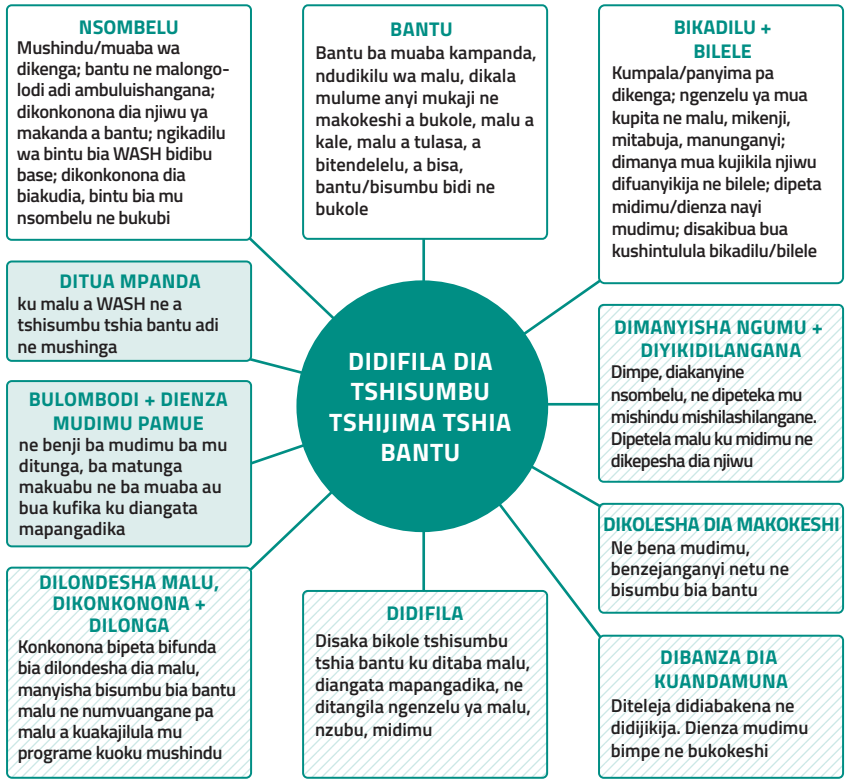 NSOMBELU
Mushindu/muaba wa
dikenga; bantu ne malongo-
lodi adi ambuluishangana;
dikonkonona dia njiwu ya
makanda a bantu; ngikadilu
wa bintu bia WASH bidibu
base; dikonkonona dia
biakudia, bintu bia mu
nsombelu ne bukubi
BANTU
Bantu ba muaba kampanda,
ndudikilu wa malu, dikala
mulume anyi mukaji ne
makokeshi a bukole, malu a
kale, malu a tulasa, a
bitendelelu, a bisa,
bantu/bisumbu bidi ne
bukole
BIKADILU +
BILELE
Kumpala/panyima pa
dikenga; ngenzelu ya mua
kupita ne malu, mikenji,
mitabuja, manunganyi;
dimanya mua kujikila njiwu
difuanyikija ne bilele; dipeta
midimu/dienza nayi
mudimu; disakibua bua
kushintulula bikadilu/bilele
DITUA MPANDA
ku malu a WASH ne a
tshisumbu tshia bantu adi
ne mushinga
DIDIFILA DIA
TSHISUMBU
TSHIJIMA TSHIA
BANTU
DIMANYISHA NGUMU +
DIYIKIDILANGANA
Dimpe, diakanyine
nsombelu, ne dipeteka mu
mishindu mishilashilangane.
Dipetela malu ku midimu ne
dikepesha dia njiwu
BULOMBODI + DIENZA
MUDIMU PAMUE
ne benji ba mudimu ba mu
ditunga, ba matunga
makuabu ne ba muaba au
bua kufika ku diangata
mapangadika
DIKOLESHA DIA MAKOKESHI
Ne bena mudimu,
benzejanganyi netu ne
bisumbu bia bantu
DILONDESHA MALU,
DIKONKONONA +
DILONGA
Konkonona bipeta bifunda
bia dilondesha dia malu,
manyisha bisumbu bia bantu
malu ne numvuangane pa
malu a kuakajilula mu
programe kuoku mushindu
DIDIFILA
Disaka bikole tshisumbu
tshia bantu ku ditaba malu,
diangata mapangadika, ne
ditangila ngenzelu ya malu,
nzubu, midimu
DIBANZA DIA
KUANDAMUNA
Diteleja didiabakena ne
didijikija. Dienza mudimu
bimpe ne bukokeshi